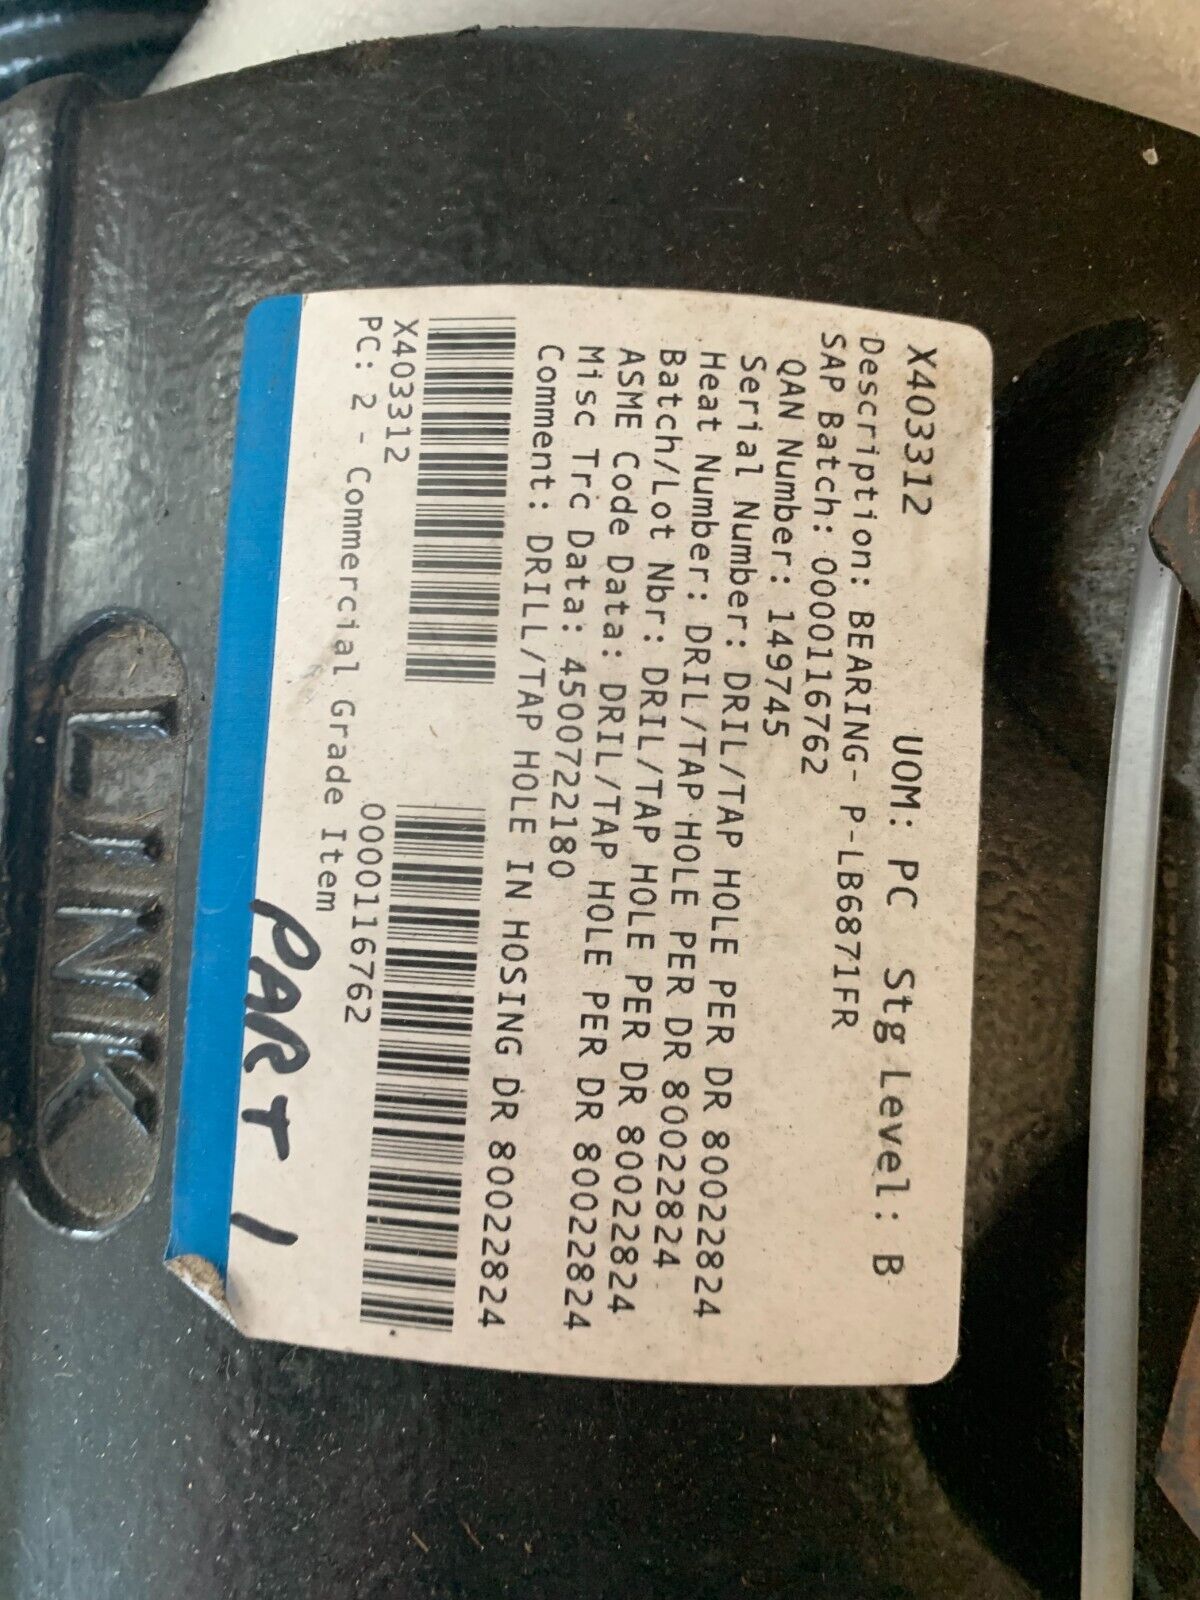 X403312 UOM: PC Stg Level: B
Description: BEARING- P-LB6871FR
SAP Batch: 0000116762
QAN Number: 149745
Serial Number: DRIL/TAP HOLE PER DR 80022824
Heat Number: DRIL/TAP HOLE PER DR 80022824
Batch/Lot Nbr: DRIL/TAP HOLE PER DR 80022824
ASME Code Data: DRIL/TAP HOLE PER DR 80022824
Misc Trc Data: 4500722180
Comment: DRILL/TAP HOLE IN HOSING DR 80022824
X403312 0000116762
PC: 2 - Commercial Grade Item
PART 1
LINK